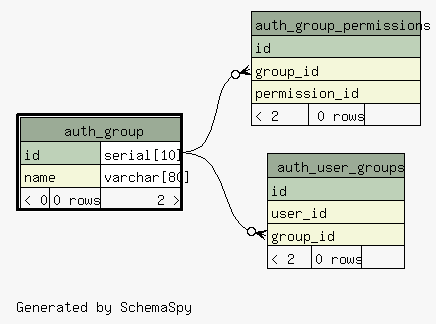 auth_group_permissions
id
group_id
permission_id
< 2 0 rows
auth_group
id serial[10]
name varchar[80]
< 0 0 rows 2 >
auth_user_groups
id
user_id
group_id
< 2 0 rows
Generated by SchemaSpy